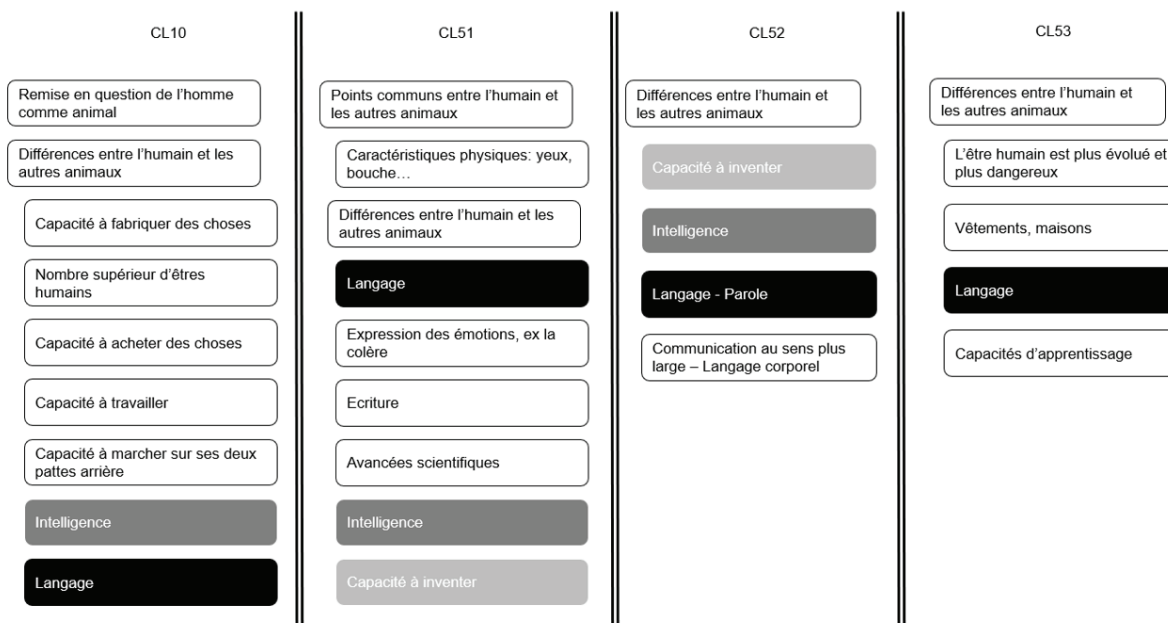 CL10
Remise en question de l'homme
comme animal
Différences entre l'humain et les
autres animaux
Capacité à fabriquer des choses
Nombre supérieur d'êtres
humains
Capacité à acheter des choses
Capacité à travailler
Capacité à marcher sur ses deux
pattes arrière
Intelligence
Langage
CL51
Points communs entre l'humain et
les autres animaux
Caractéristiques physiques: yeux,
bouche…
Différences entre l'humain et les
autres animaux
Langage
Expression des émotions, ex la
colère
Ecriture
Avancées scientifiques
Intelligence
Capacité à inventer
CL52
Différences entre l'humain et
les autres animaux
Capacité à inventer
Intelligence
Langage - Parole
Communication au sens plus
large – Langage corporel
CL53
Différences entre l'humain et
les autres animaux
L'être humain est plus évolué et
plus dangereux
Vêtements, maisons
Langage
Capacités d'apprentissage